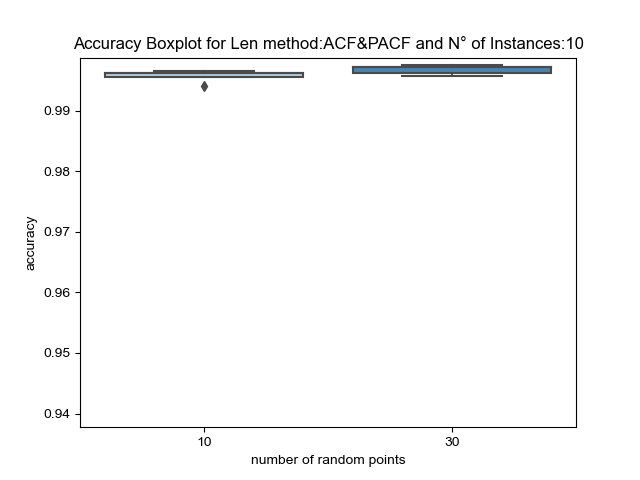 Accuracy Boxplot for Len method:ACF&PACF and N° of Instances:10
0.99
0.98
0.97
0.96
0.95
0.94
accuracy
10 30
number of random points